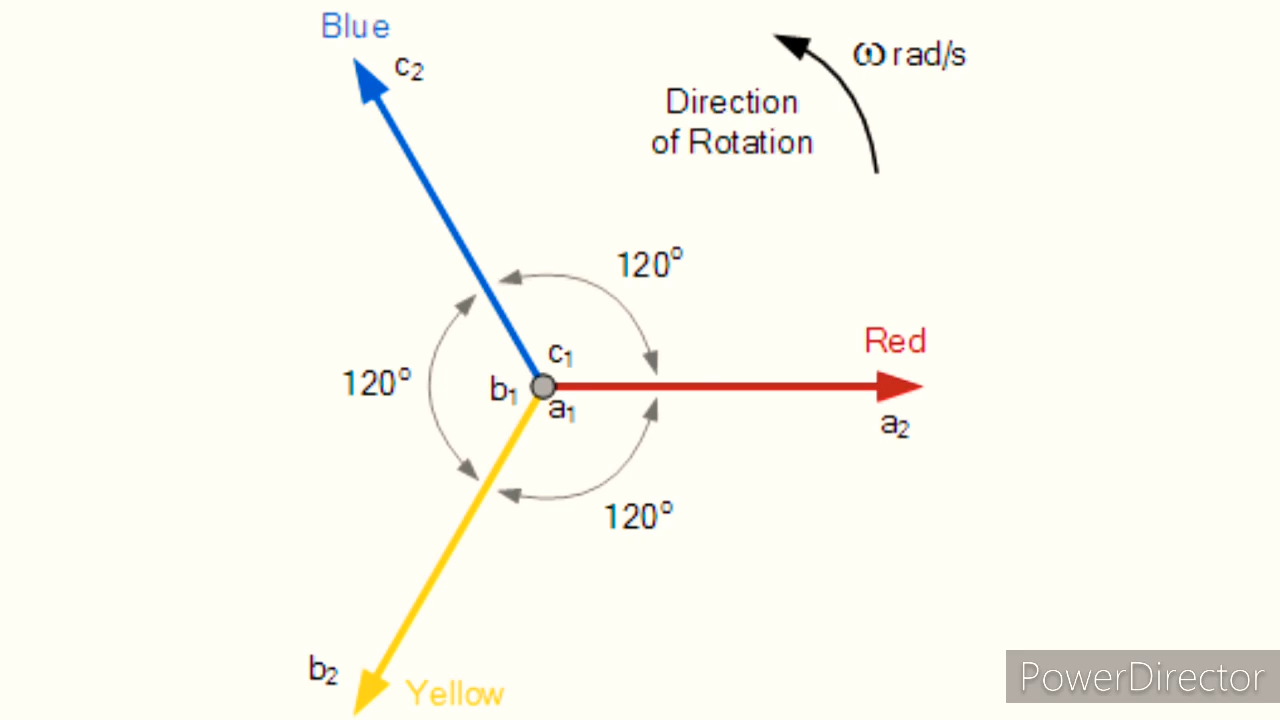 Blue
c₂
ω rad/s
Direction
of Rotation
120°
Red
c₁
120°
b₁
a₁
a₂
120°
b₂
Yellow
PowerDirector